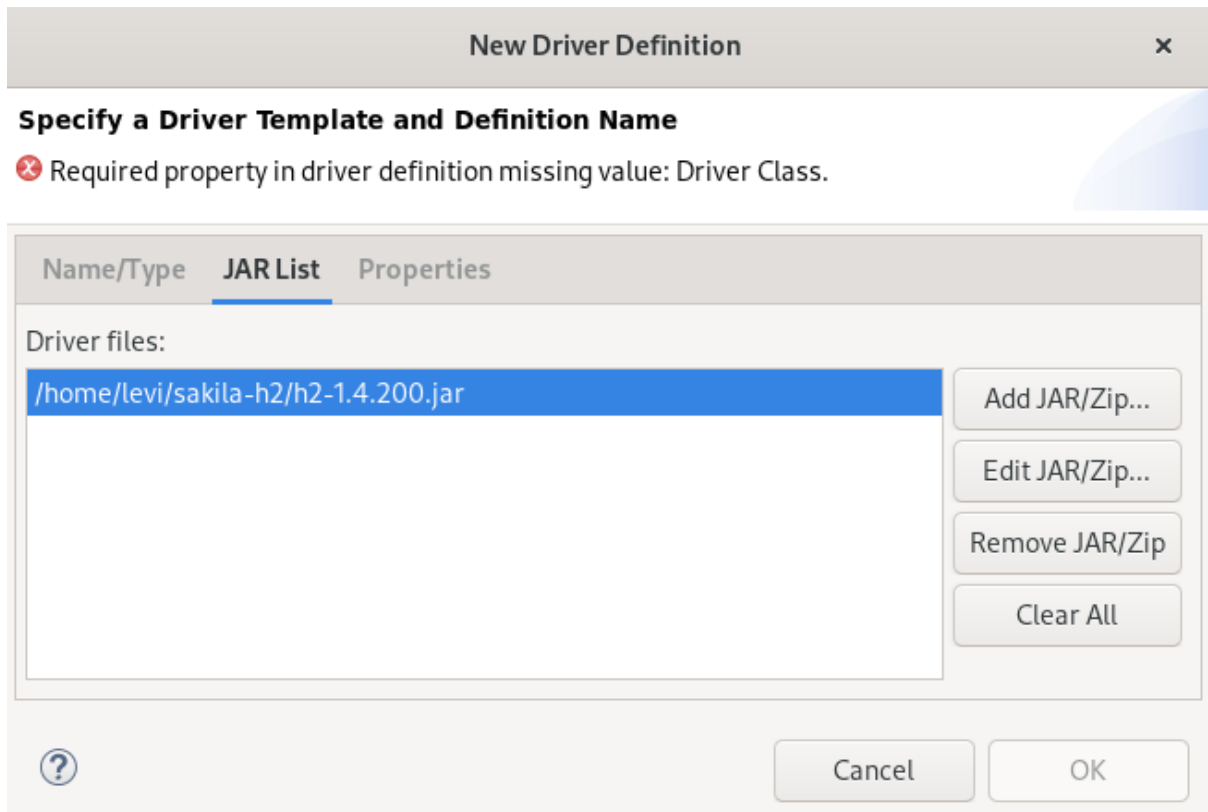 New Driver Definition
Specify a Driver Template and Definition Name
Required property in driver definition missing value: Driver Class.
Name/Type JAR List Properties
Driver files:
/home/levi/sakila-h2/h2-1.4.200.jar
Add JAR/Zip...
Edit JAR/Zip...
Remove JAR/Zip
Clear All
Cancel OK